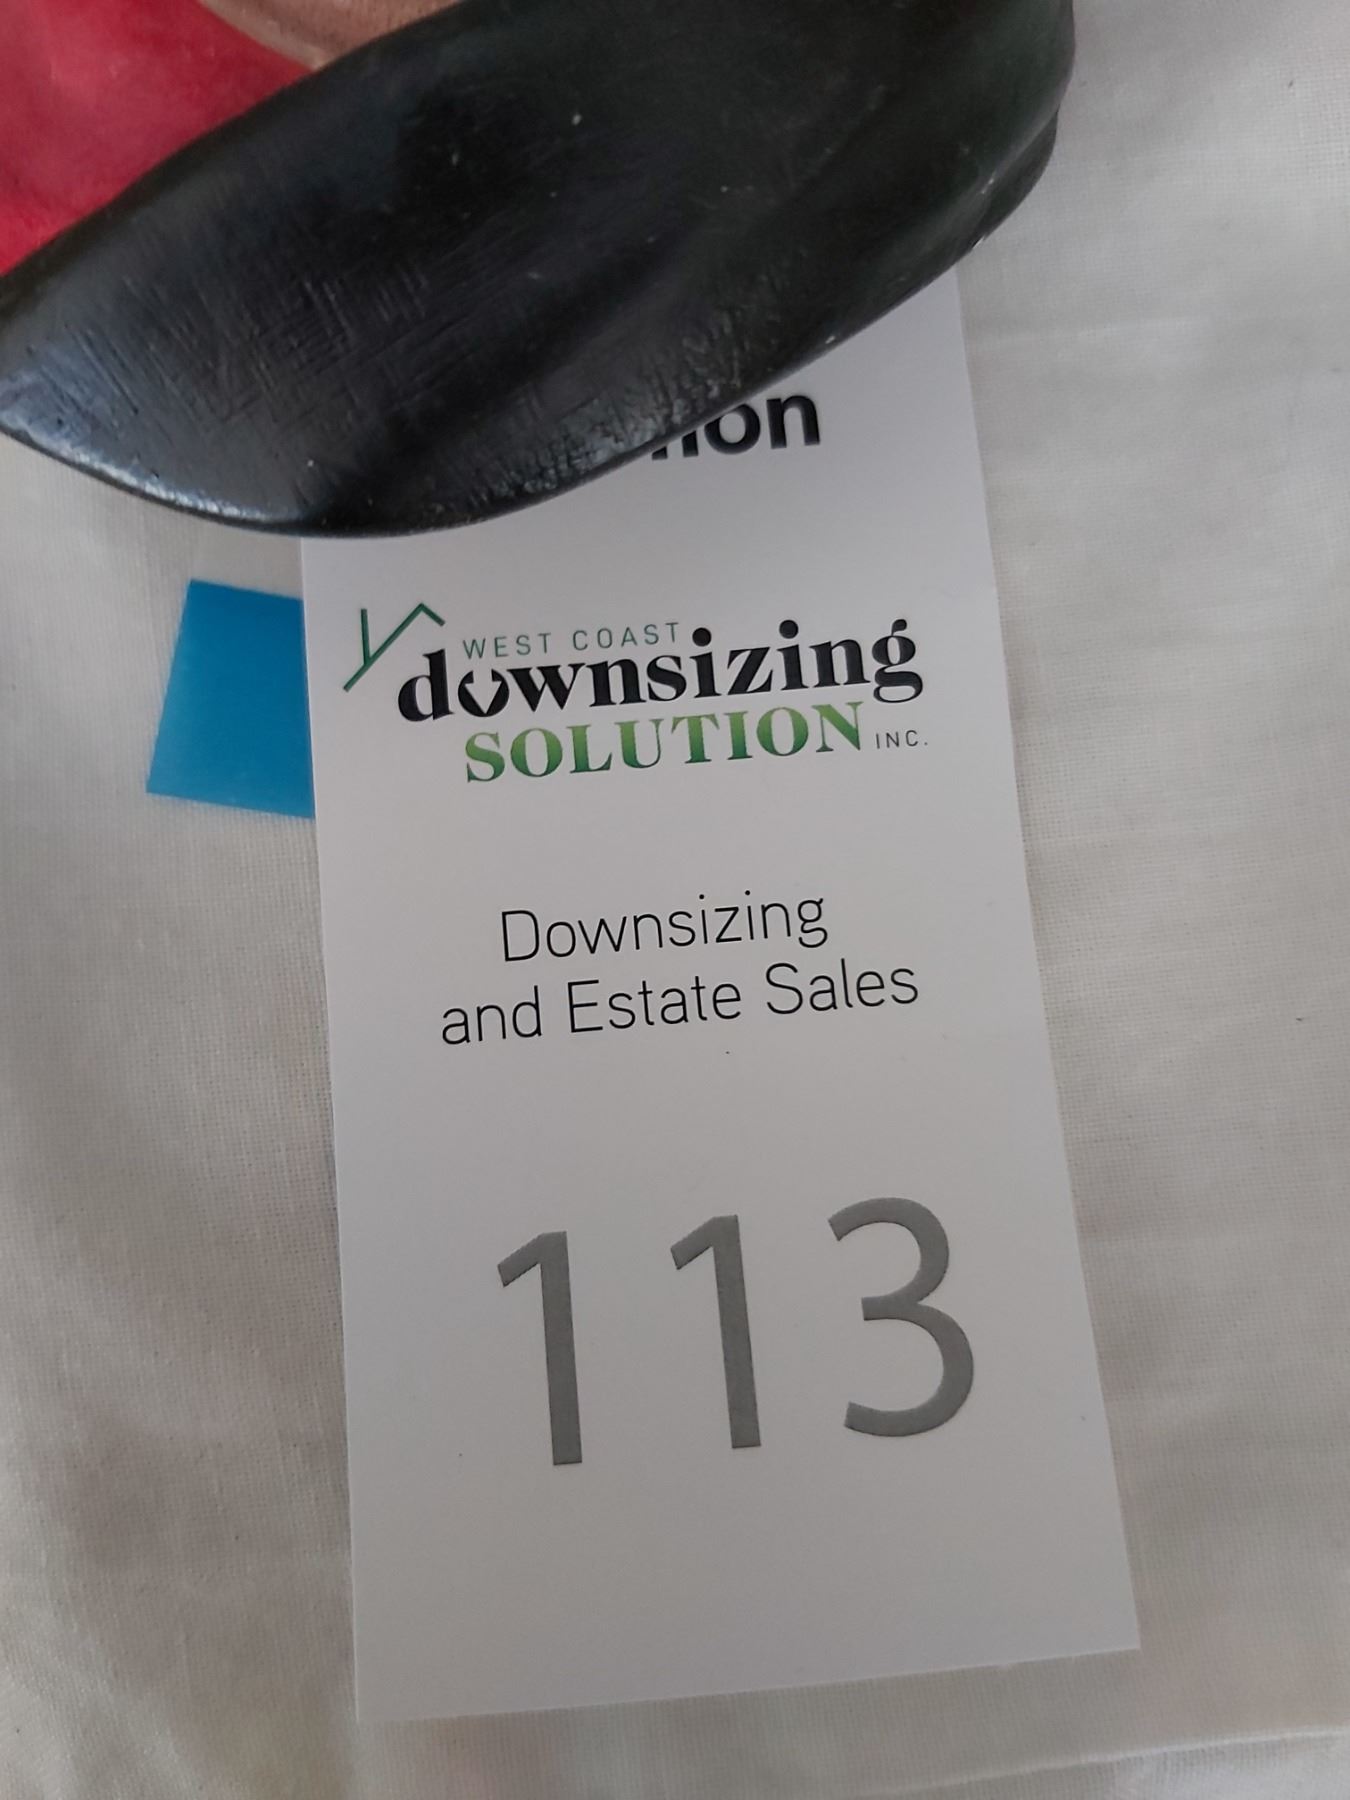 WEST COAST
downsizing
SOLUTION INC.
Downsizing
and Estate Sales
113